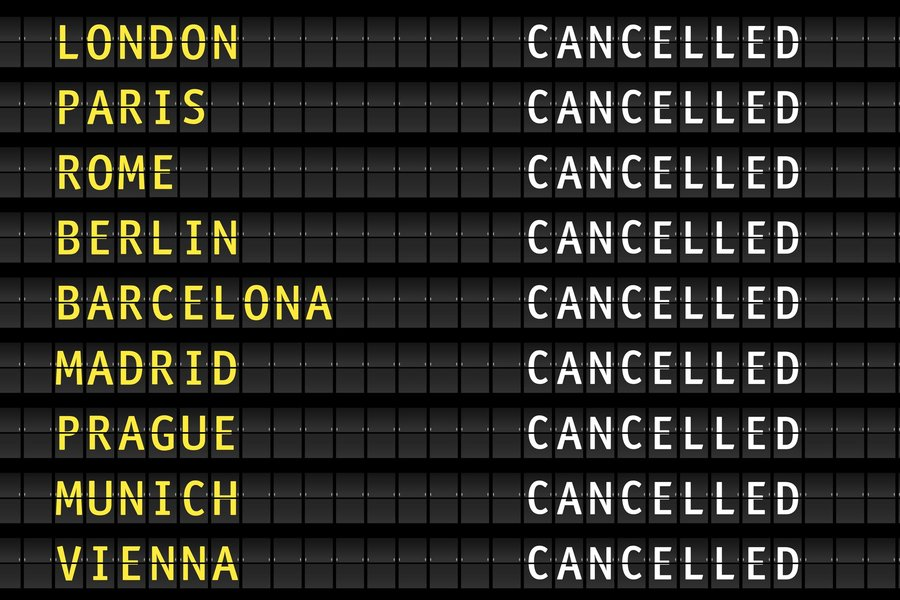 LONDON CANCELLED
PARIS CANCELLED
ROME CANCELLED
BERLIN CANCELLED
BARCELONA CANCELLED
MADRID CANCELLED
PRAGUE CANCELLED
MUNICH CANCELLED
VIENNA CANCELLED